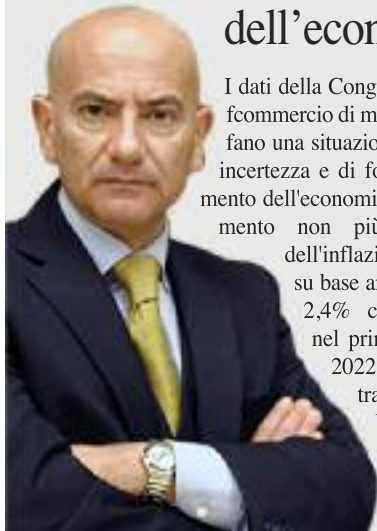 dell'econ
I dati della Cong
fcommercio di m
fano una situazio
incertezza e di fo
mento dell'economi
mento non più
dell'inflazi
su base an
2,4% c
nel prin
2022
tra